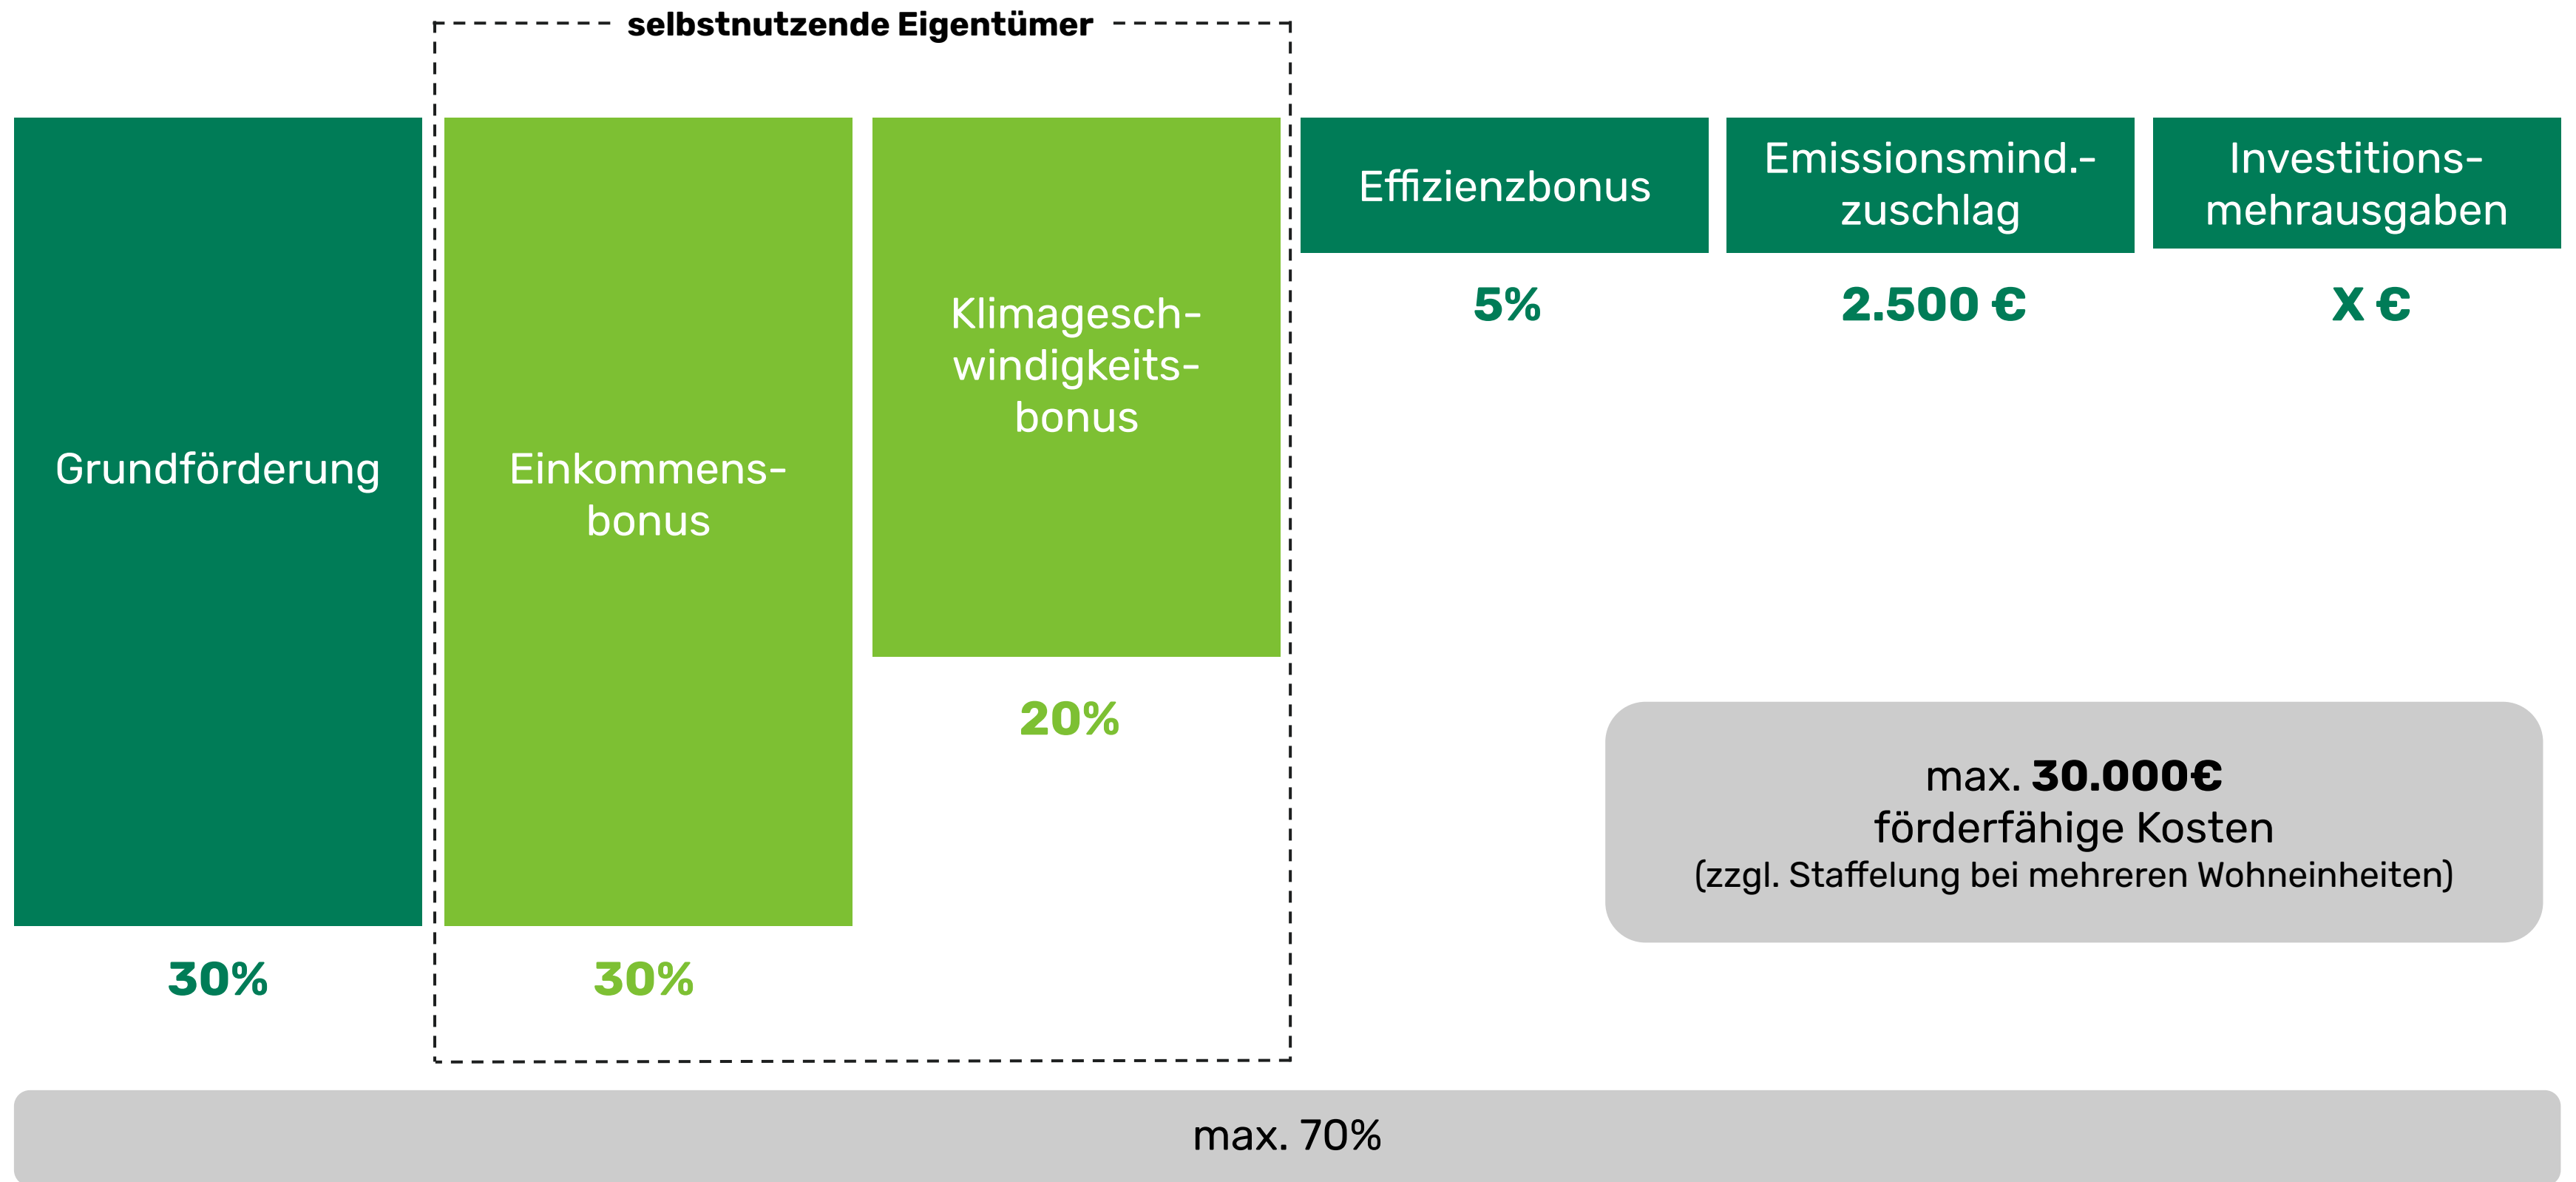 selbstnutzende Eigentümer
Grundförderung
30%
Einkommens-
bonus
30%
Klimagesch-
windigkeits-
bonus
20%
Effizienzbonus
5%
Emissionsmind.-
zuschlag
2.500 €
Investitions-
mehrausgaben
X €
max. 30.000€
förderfähige Kosten
(zzgl. Staffelung bei mehreren Wohneinheiten)
max. 70%